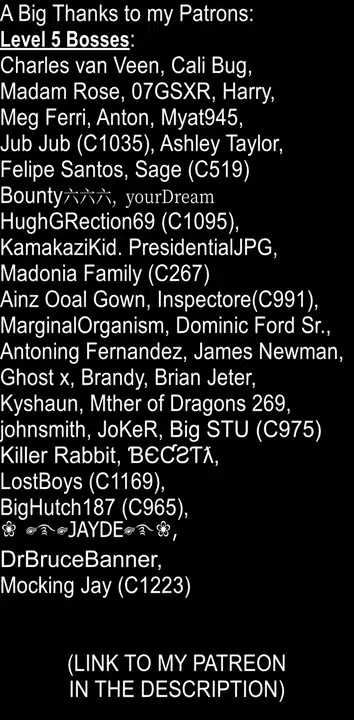 A Big Thanks to my Patrons:
Level 5 Bosses:
Charles van Veen, Cali Bug,
Madam Rose, 07GSXR, Harry,
Meg Ferri, Anton, Myat945,
Jub Jub (C1035), Ashley Taylor,
Felipe Santos, Sage (C519)
Bounty六六六, yourDream
HughGRection69 (C1095),
KamakaziKid. PresidentialJPG,
Madonia Family (C267)
Ainz Ooal Gown, Inspectore(C991),
MarginalOrganism, Dominic Ford Sr.,
Antoning Fernandez, James Newman,
Ghost x, Brandy, Brian Jeter,
Kyshaun, Mther of Dragons 269,
johnsmith, JoKeR, Big STU (C975)
Killer Rabbit, ƁЄƇƧƬƛ,
LostBoys (C1169),
BigHutch187 (C965),
❀ ☙⌢☙JAYDE☙⌢❀,
DrBruceBanner,
Mocking Jay (C1223)
(LINK TO MY PATREON
IN THE DESCRIPTION)